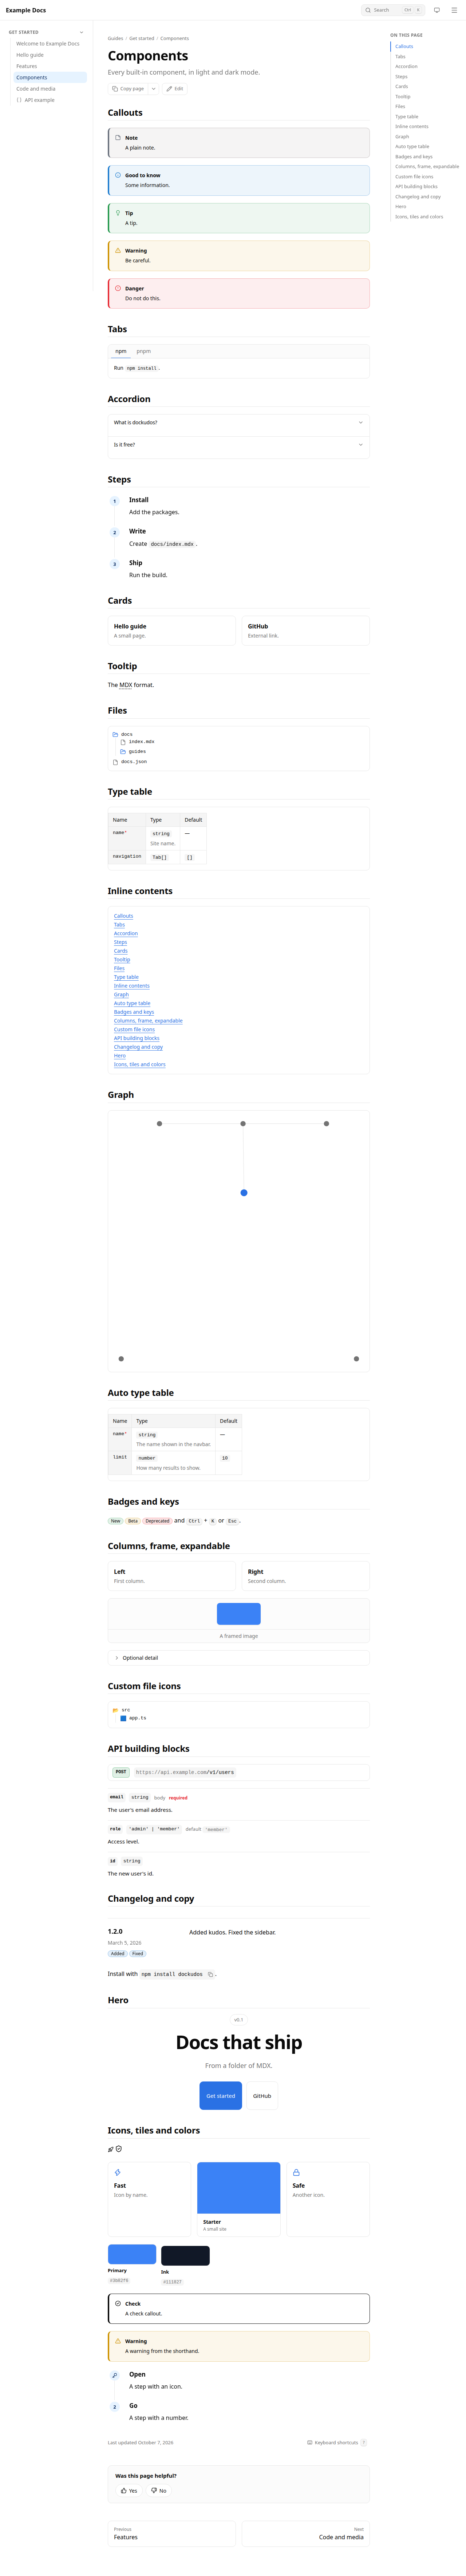 Example Docs
Search
Ctrl K
GET STARTED
Welcome to Example Docs
Hello guide
Features
Components
Code and media
API example
Guides / Get started / Components
Components
Every built-in component, in light and dark mode.
Copy page
Edit
ON THIS PAGE
Callouts
Tabs
Accordion
Steps
Cards
Tooltip
Files
Type table
Inline contents
Graph
Auto type table
Badges and keys
Columns, frame, expandable
Custom file icons
API building blocks
Changelog and copy
Hero
Icons, tiles and colors
Callouts
Note
A plain note.
Good to know
Some information.
Tip
A tip.
Warning
Be careful.
Danger
Do not do this.
Tabs
npm pnpm
Run npm install.
Accordion
What is dockudos?
Is it free?
Steps
1 Install
Add the packages.
2 Write
Create docs/index.mdx.
3 Ship
Run the build.
Cards
Hello guide
A small page.
GitHub
External link.
Tooltip
The MDX format.
Files
docs
index.mdx
guides
docs.json
Type table
Name Type Default
name* string —
Site name.
navigation Tab[] []
Inline contents
Callouts
Tabs
Accordion
Steps
Cards
Tooltip
Files
Type table
Inline contents
Graph
Auto type table
Badges and keys
Columns, frame, expandable
Custom file icons
API building blocks
Changelog and copy
Hero
Icons, tiles and colors
Graph
Auto type table
Name Type Default
name* string —
The name shown in the navbar.
limit number 10
How many results to show.
Badges and keys
New Beta Deprecated and Ctrl + K or Esc.
Columns, frame, expandable
Left
First column.
Right
Second column.
A framed image
Optional detail
Custom file icons
src
app.ts
API building blocks
POST https://api.example.com/v1/users
email string body required
The user's email address.
role 'admin' | 'member' default 'member'
Access level.
id string
The new user's id.
Changelog and copy
1.2.0
March 5, 2026
Added Fixed
Added kudos. Fixed the sidebar.
Install with npm install dockudos.
Hero
v0.1
Docs that ship
From a folder of MDX.
Get started
GitHub
Icons, tiles and colors
Fast
Icon by name.
Starter
A small site
Safe
Another icon.
Primary
#3b82f6
Ink
#111827
Check
A check callout.
Warning
A warning from the shorthand.
Open
A step with an icon.
2 Go
A step with a number.
Last updated October 7, 2026
Keyboard shortcuts ?
Was this page helpful?
Yes No
Previous
Features
Next
Code and media